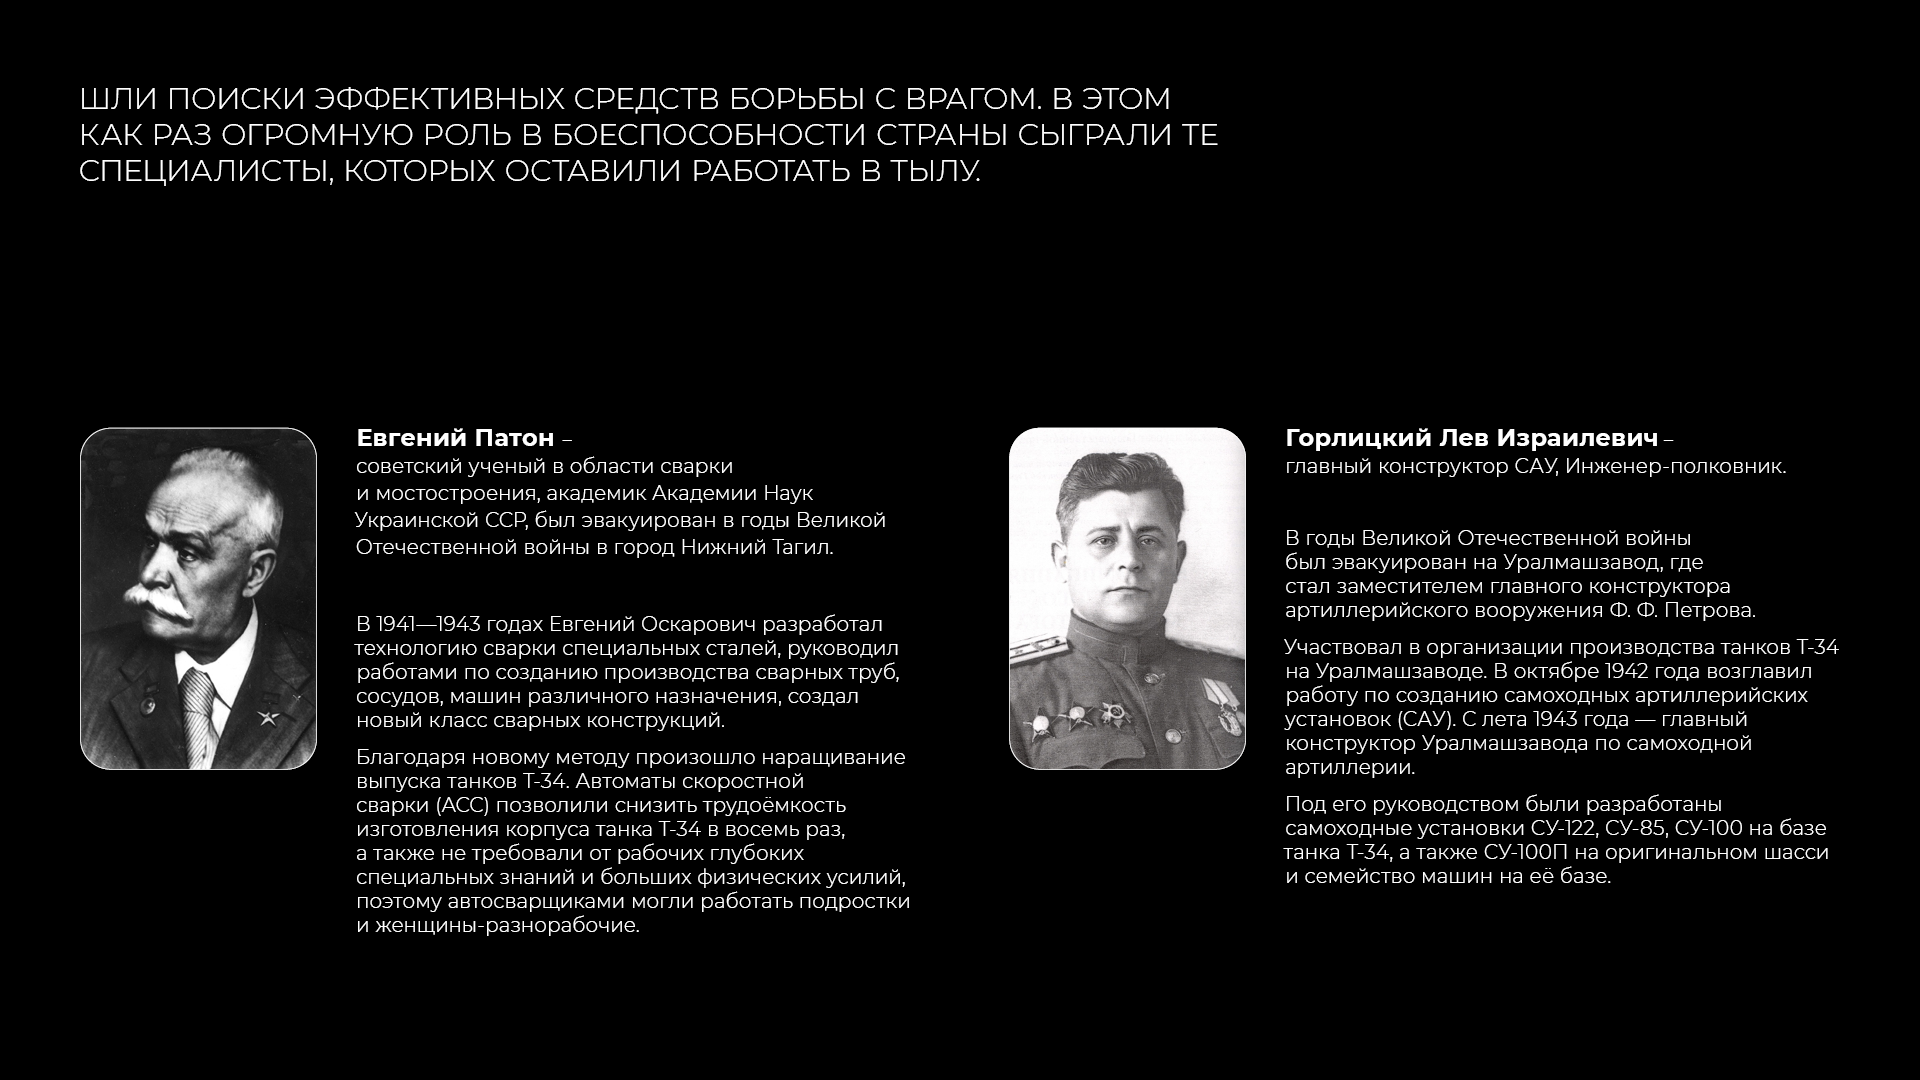 ШЛИ ПОИСКИ ЭФФЕКТИВНЫХ СРЕДСТВ БОРЬБЫ С ВРАГОМ. В ЭТОМ
КАК РАЗ ОГРОМНУЮ РОЛЬ В БОЕСПОСОБНОСТИ СТРАНЫ СЫГРАЛИ ТЕ
СПЕЦИАЛИСТЫ, КОТОРЫХ ОСТАВИЛИ РАБОТАТЬ В ТЫЛУ.
Евгений Патон –
советский ученый в области сварки
и мостостроения, академик Академии Наук
Украинской ССР, был эвакуирован в годы Великой
Отечественной войны в город Нижний Тагил.
В 1941—1943 годах Евгений Оскарович разработал
технологию сварки специальных сталей, руководил
работами по созданию производства сварных труб,
сосудов, машин различного назначения, создал
новый класс сварных конструкций.
Благодаря новому методу произошло наращивание
выпуска танков Т-34. Автоматы скоростной
сварки (АСС) позволили снизить трудоёмкость
изготовления корпуса танка Т-34 в восемь раз,
а также не требовали от рабочих глубоких
специальных знаний и больших физических усилий,
поэтому автосварщиками могли работать подростки
и женщины-разнорабочие.
Горлицкий Лев Израилевич –
главный конструктор САУ, Инженер-полковник.
В годы Великой Отечественной войны
был эвакуирован на Уралмашзавод, где
стал заместителем главного конструктора
артиллерийского вооружения Ф. Ф. Петрова.
Участвовал в организации производства танков Т-34
на Уралмашзаводе. В октябре 1942 года возглавил
работу по созданию самоходных артиллерийских
установок (САУ). С лета 1943 года — главный
конструктор Уралмашзавода по самоходной
артиллерии.
Под его руководством были разработаны
самоходные установки СУ-122, СУ-85, СУ-100 на базе
танка Т-34, а также СУ-100П на оригинальном шасси
и семейство машин на её базе.